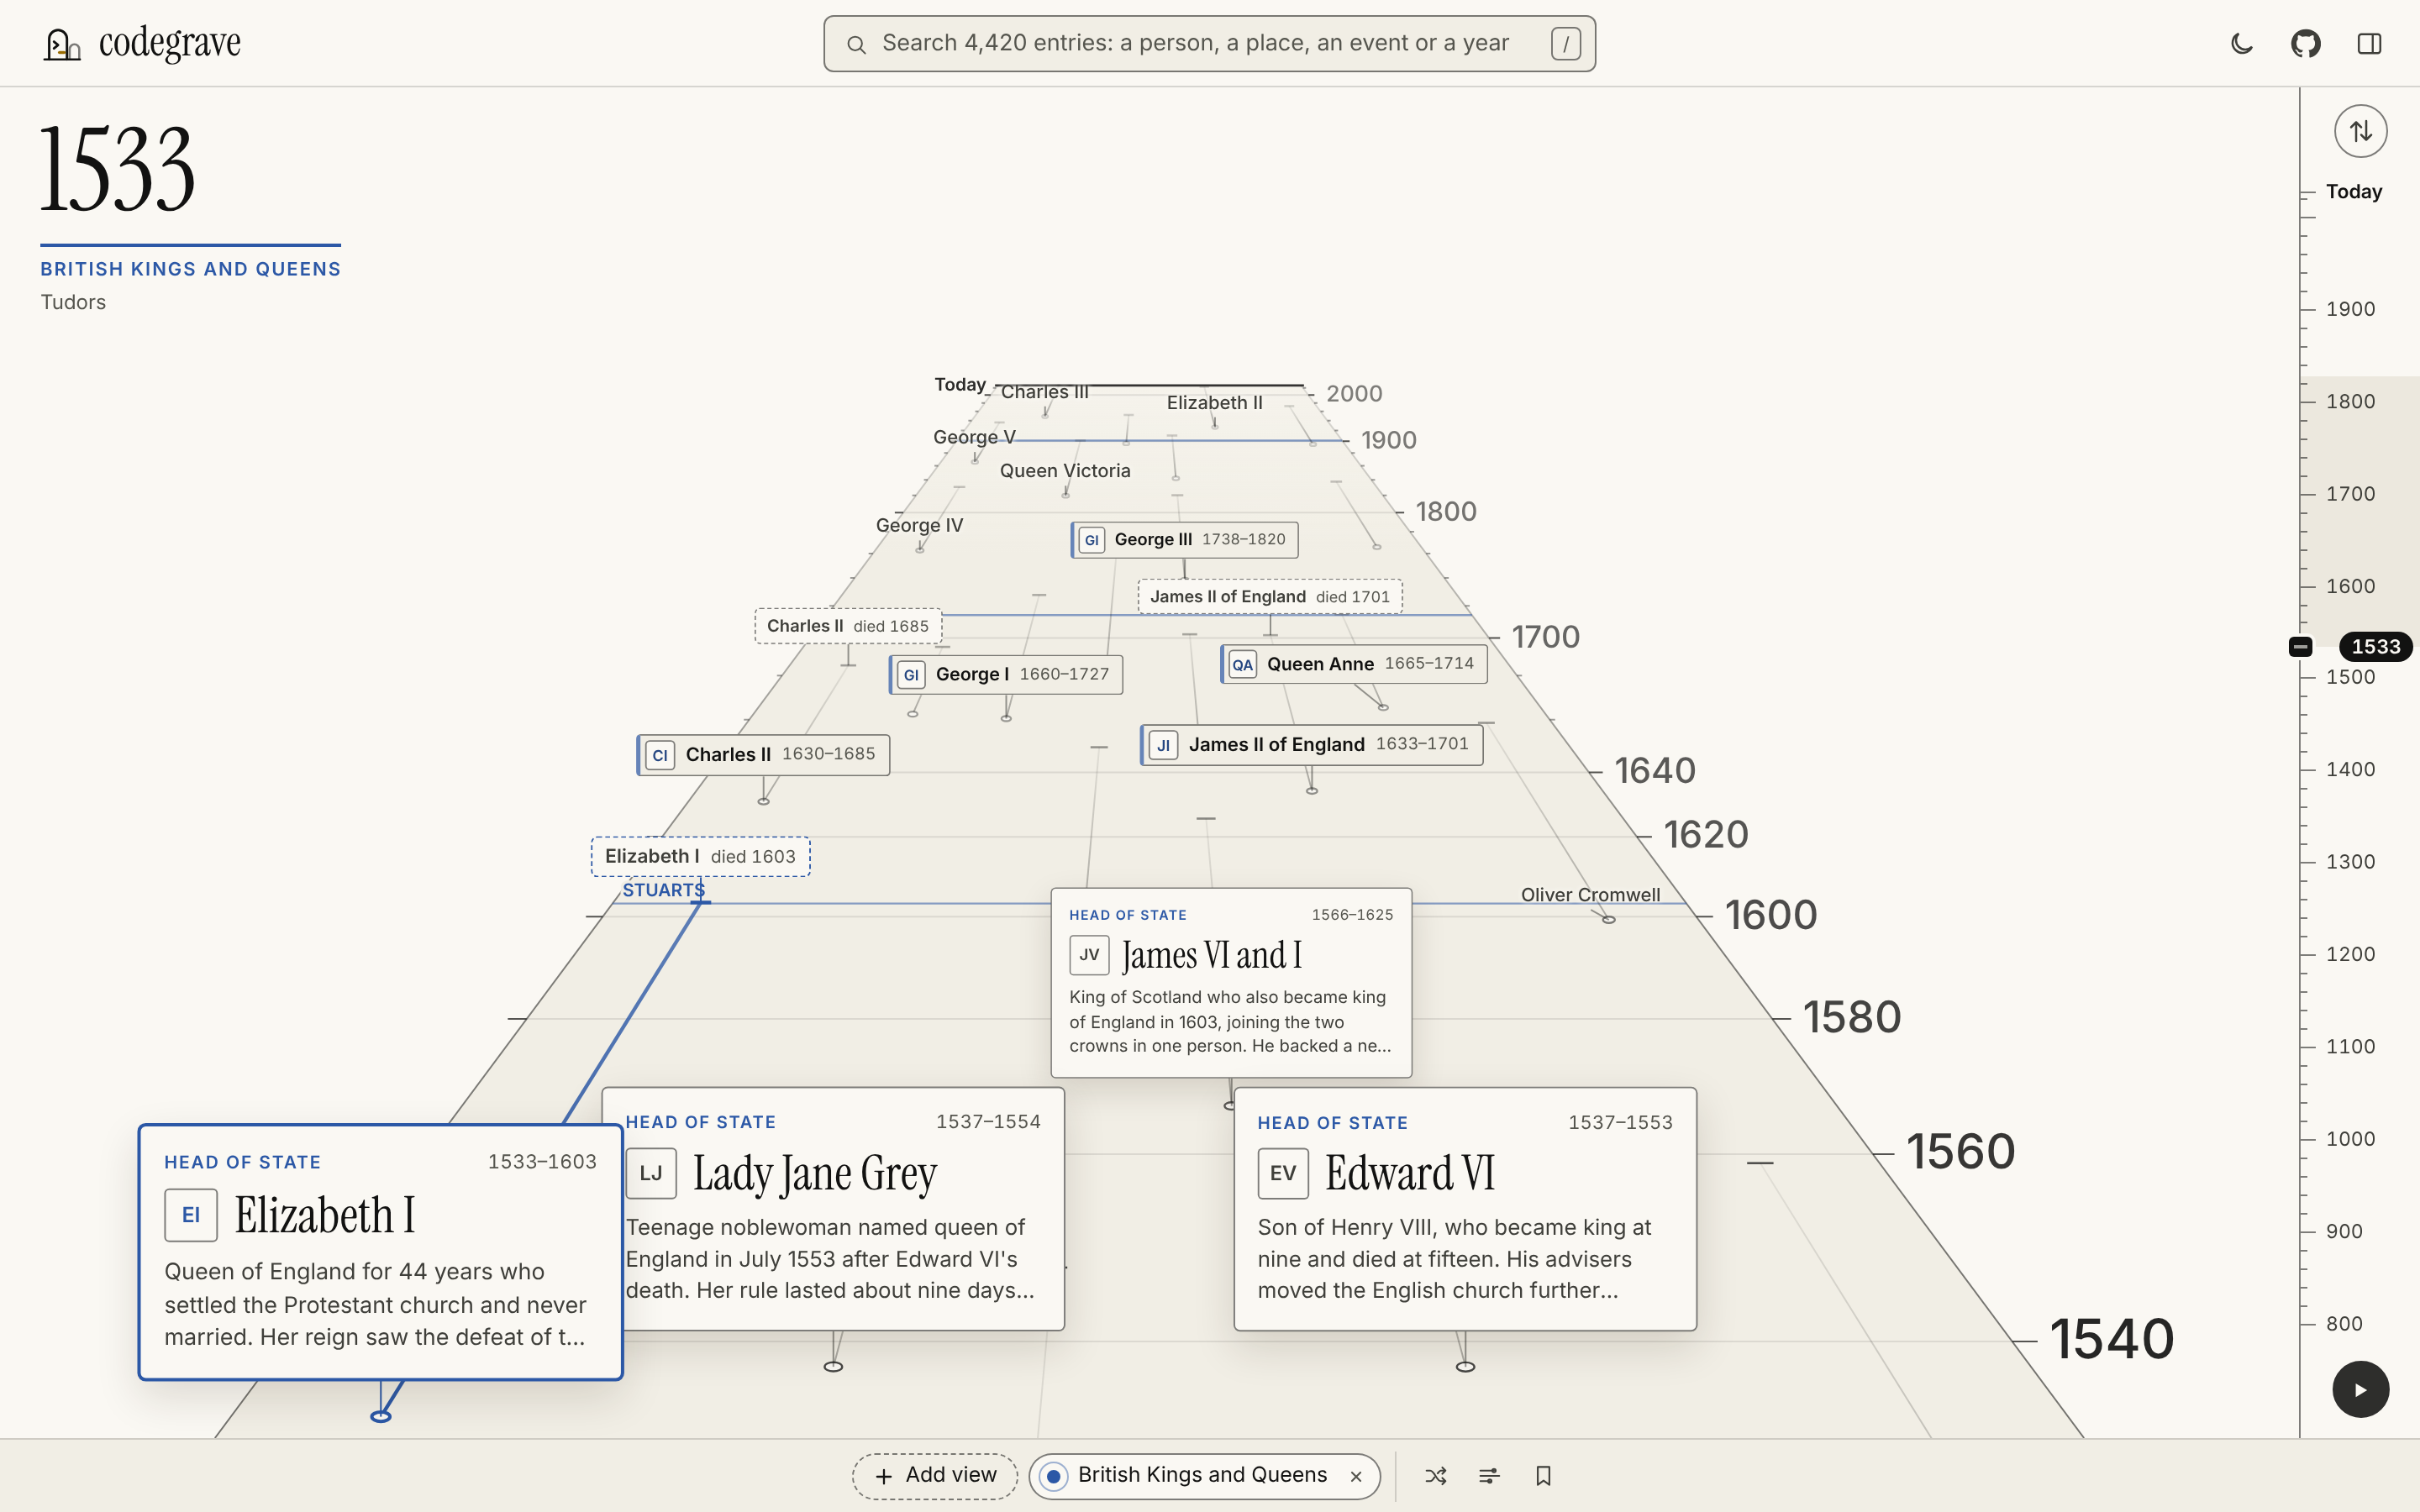 codegrave
Search 4,420 entries: a person, a place, an event or a year
/
1533
BRITISH KINGS AND QUEENS
Tudors
Today
Charles III
Elizabeth II
2000
George V
1900
Queen Victoria
George IV
1800
GI George III 1738–1820
James II of England died 1701
Charles II died 1685
1700
GI George I 1660–1727
QA Queen Anne 1665–1714
CI Charles II 1630–1685
JI James II of England 1633–1701
1640
1620
Elizabeth I died 1603
STUARTS
Oliver Cromwell
1600
HEAD OF STATE 1566–1625
JV James VI and I
King of Scotland who also became king
of England in 1603, joining the two
crowns in one person. He backed a ne...
1580
HEAD OF STATE 1533–1603
EI Elizabeth I
Queen of England for 44 years who
settled the Protestant church and never
married. Her reign saw the defeat of t...
HEAD OF STATE 1537–1554
LJ Lady Jane Grey
Teenage noblewoman named queen of
England in July 1553 after Edward VI's
death. Her rule lasted about nine days...
HEAD OF STATE 1537–1553
EV Edward VI
Son of Henry VIII, who became king at
nine and died at fifteen. His advisers
moved the English church further...
1560
1540
Today
1900
1800
1700
1600
1533
1500
1400
1300
1200
1100
1000
900
800
+ Add view
British Kings and Queens ×